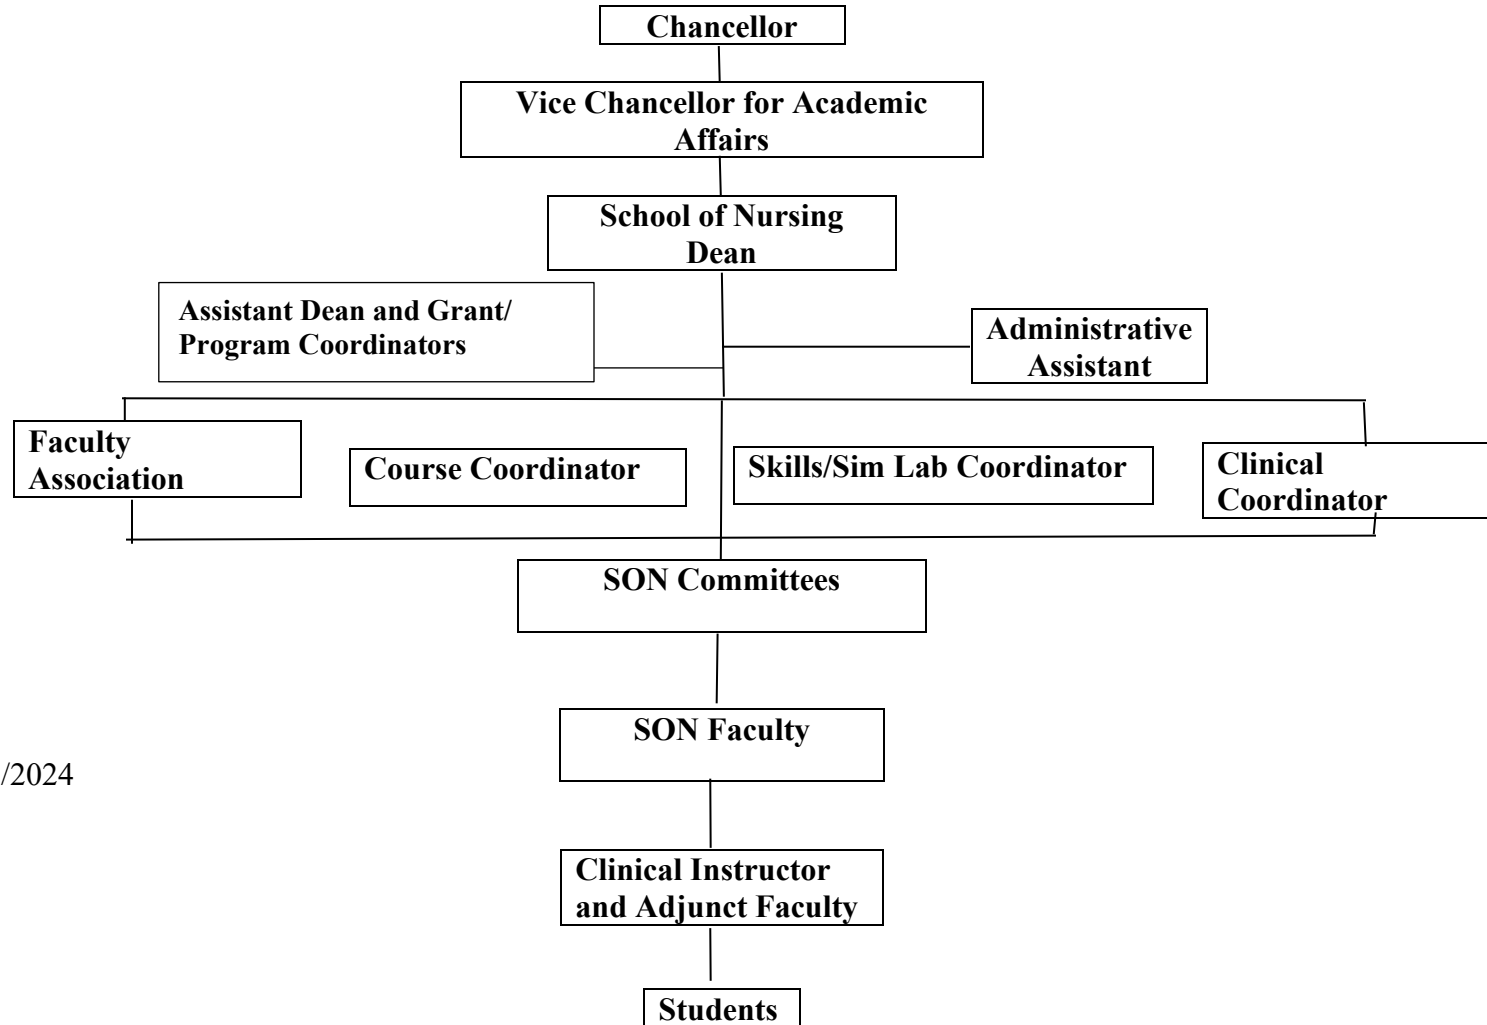 Chancellor
Vice Chancellor for Academic
Affairs
School of Nursing
Dean
Assistant Dean and Grant/
Program Coordinators
Administrative
Assistant
Faculty
Association
Course Coordinator
Skills/Sim Lab Coordinator
Clinical
Coordinator
SON Committees
SON Faculty
/2024
Clinical Instructor
and Adjunct Faculty
Students